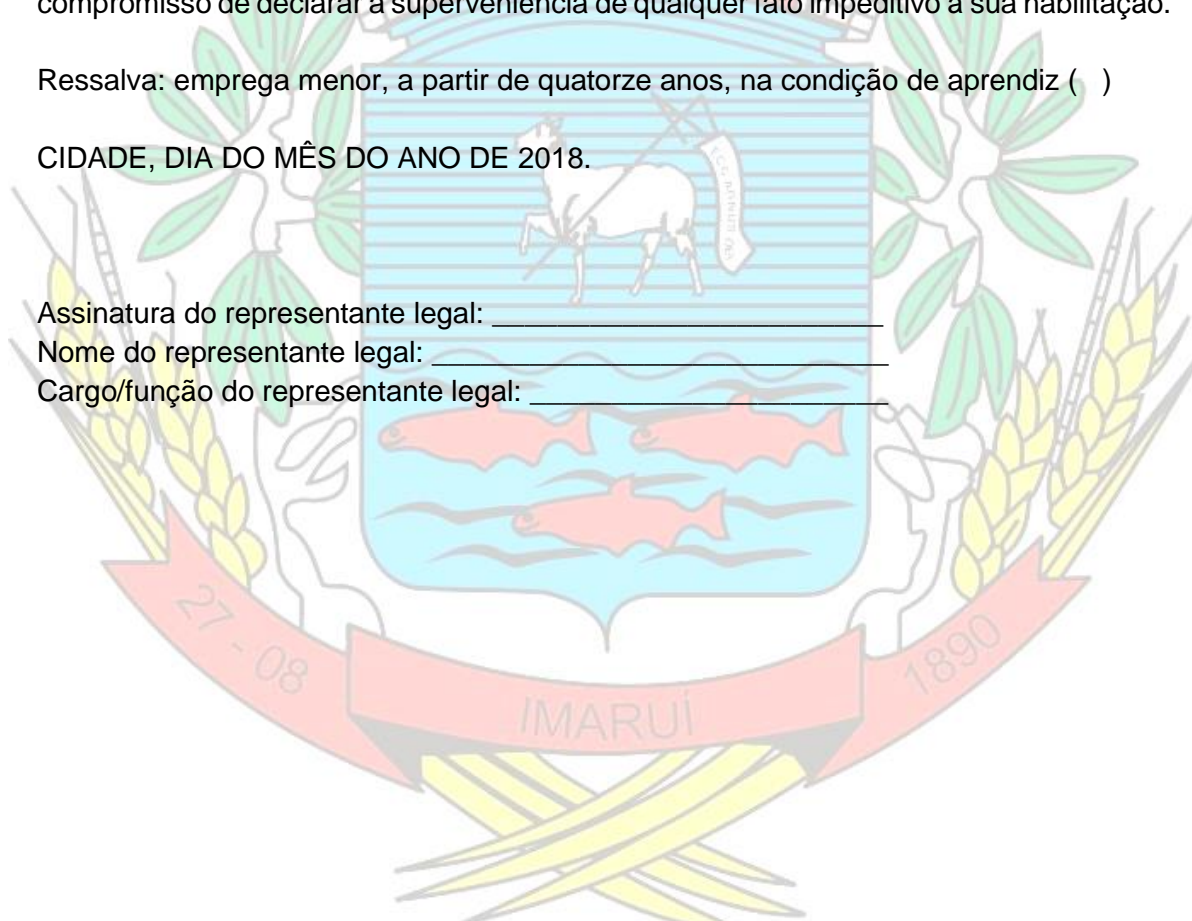 compromisso de declarar a superveniência de qualquer fato impeditivo a sua habilitação.
Ressalva: emprega menor, a partir de quatorze anos, na condição de aprendiz ( )
CIDADE, DIA DO MÊS DO ANO DE 2018.
Assinatura do representante legal: ________________________
Nome do representante legal: ____________________________
Cargo/função do representante legal: ______________________
27 - 08
IMARUÍ
1890